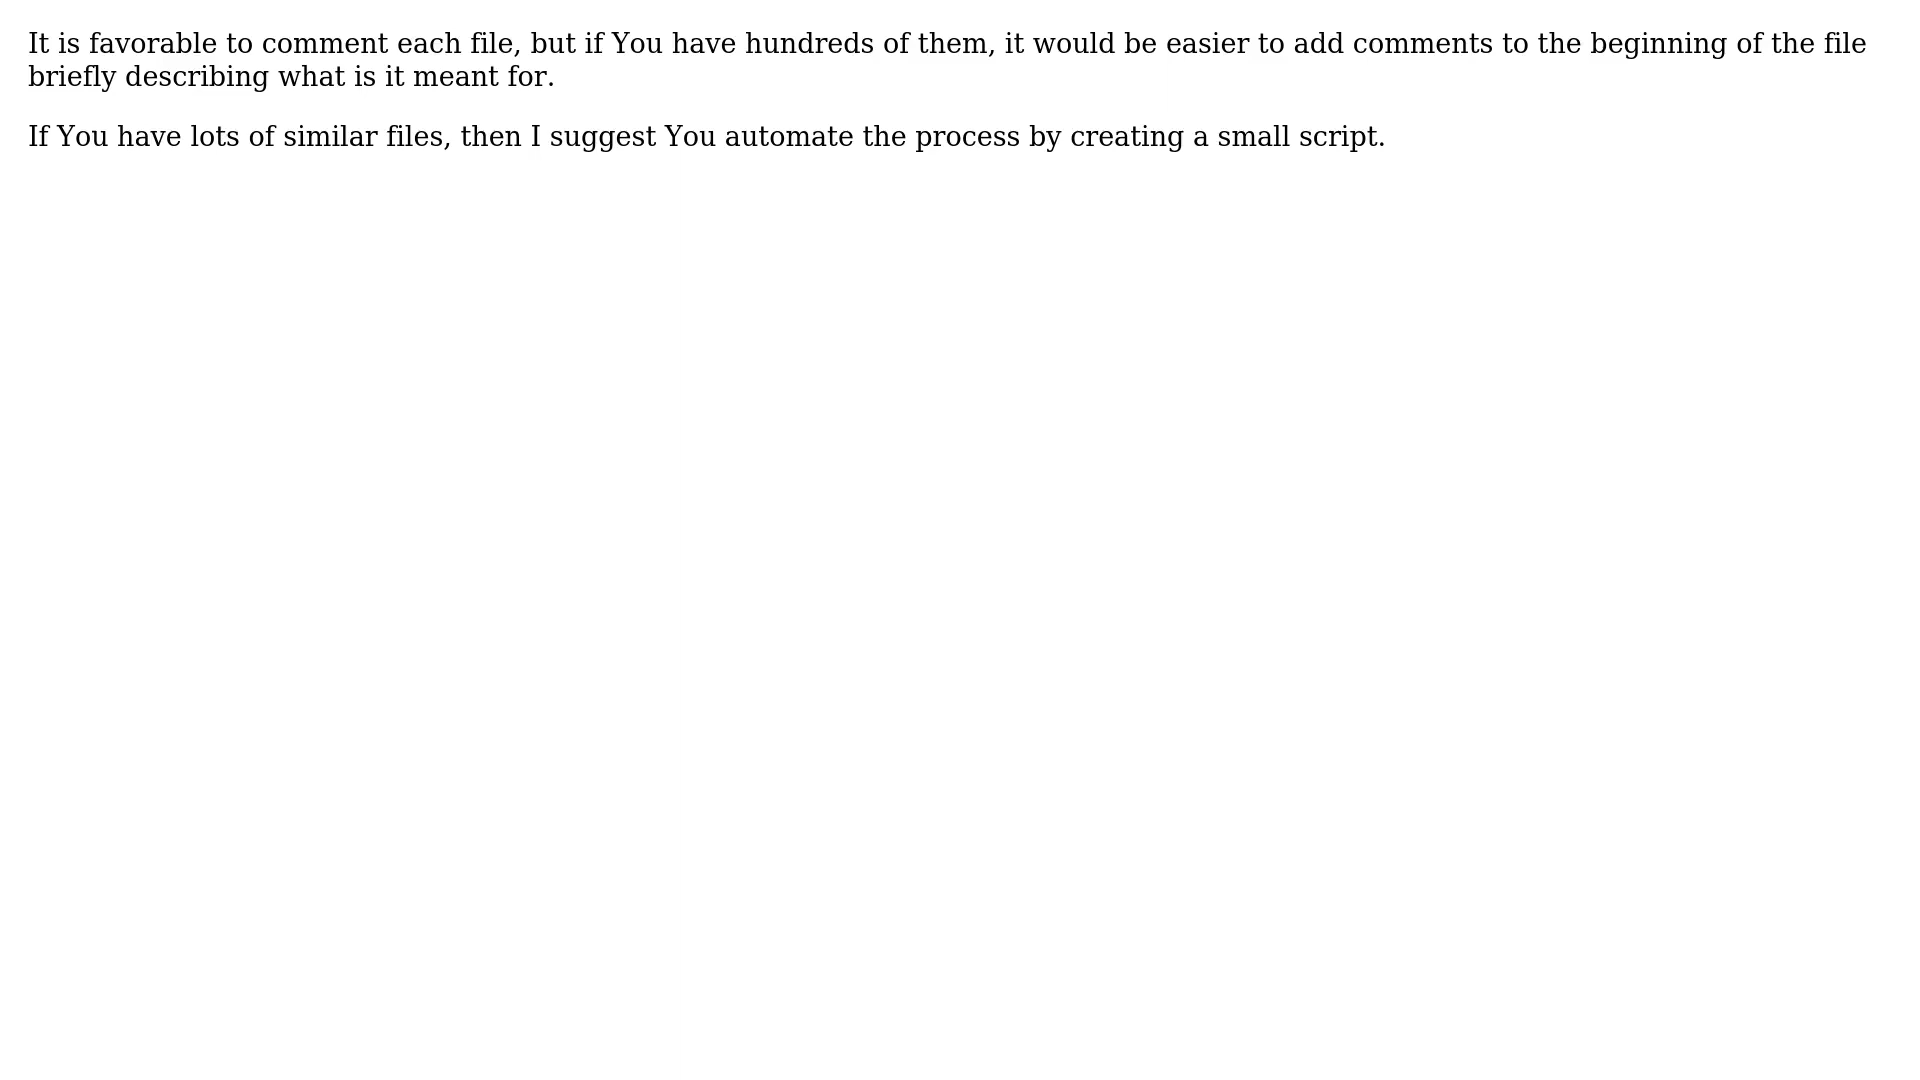 It is favorable to comment each file, but if You have hundreds of them, it would be easier to add comments to the beginning of the file
briefly describing what is it meant for.
If You have lots of similar files, then I suggest You automate the process by creating a small script.